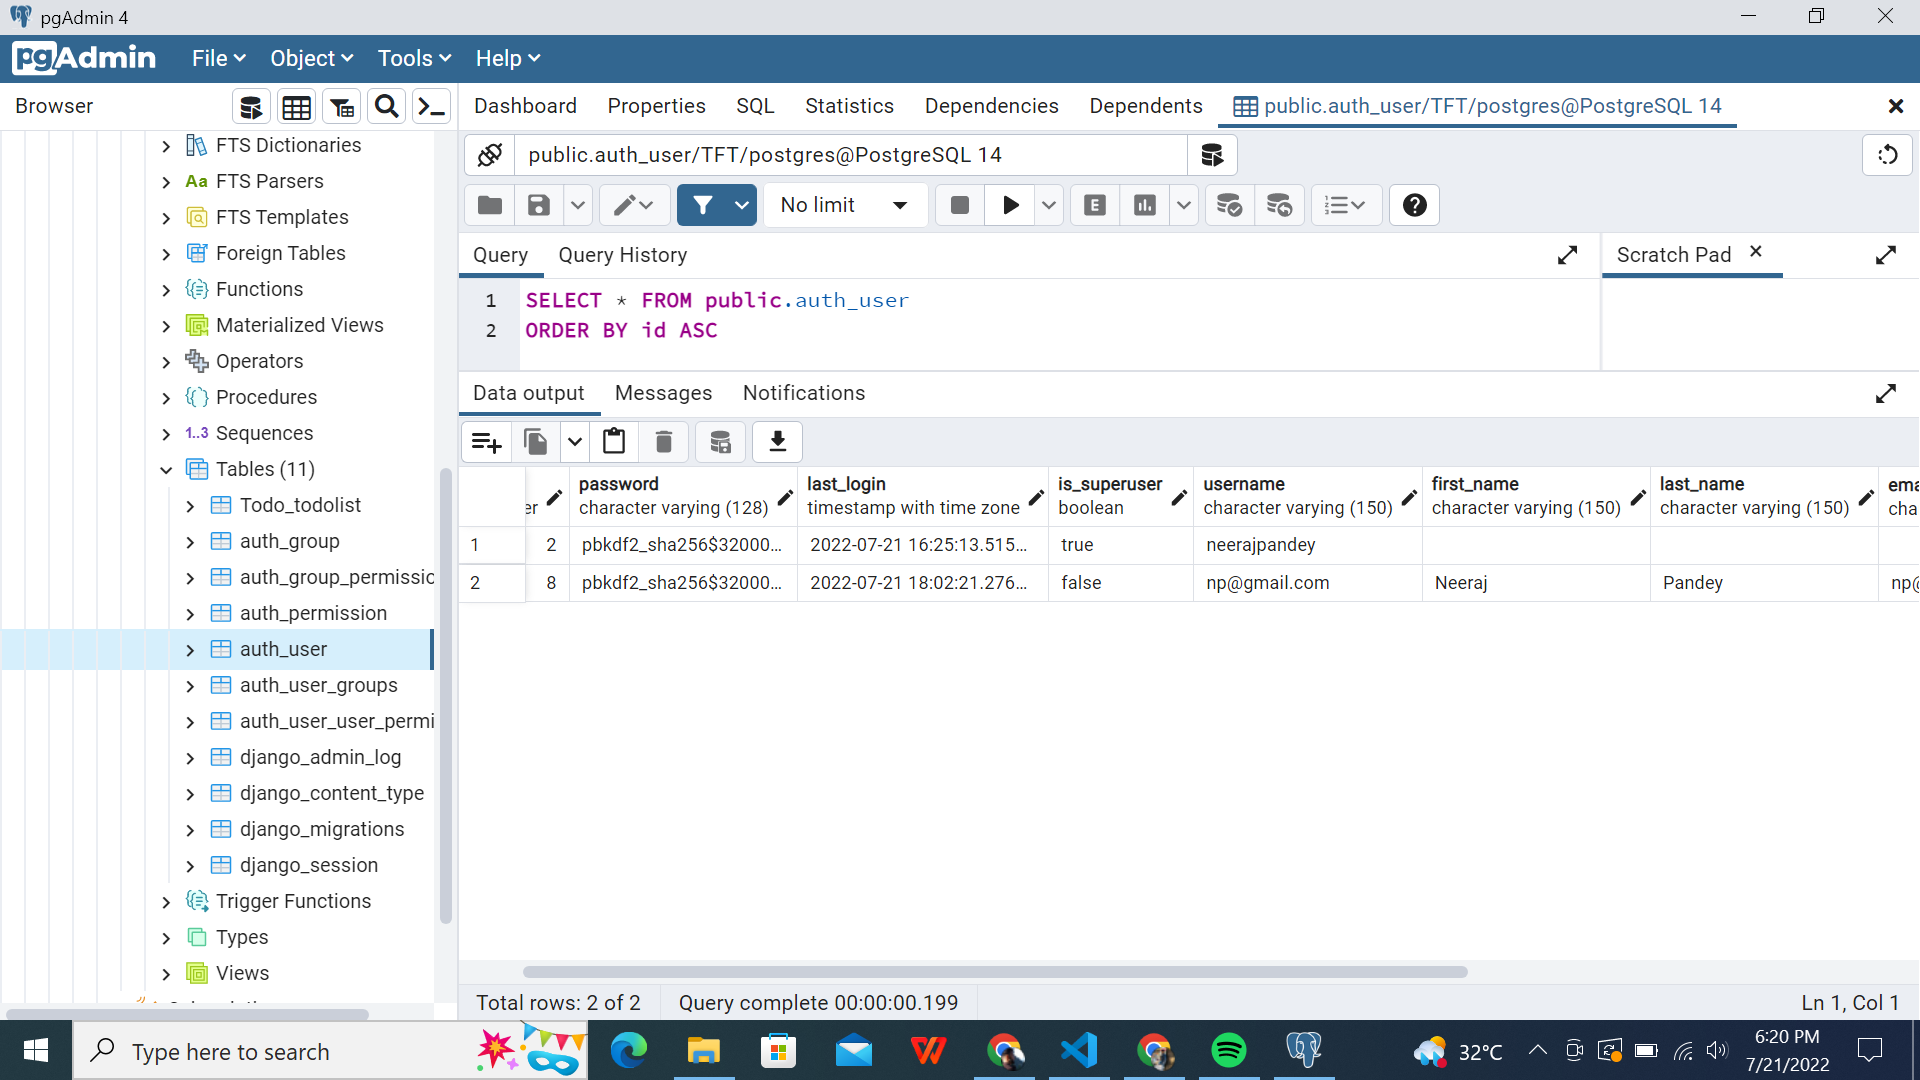 pgAdmin 4
pgAdmin File Object Tools Help
Browser
Dashboard Properties SQL Statistics Dependencies Dependents public.auth_user/TFT/postgres@PostgreSQL 14
FTS Dictionaries
Aa FTS Parsers
FTS Templates
Foreign Tables
Functions
Materialized Views
Operators
Procedures
1..3 Sequences
Tables (11)
Todo_todolist
auth_group
auth_group_permissic
auth_permission
auth_user
auth_user_groups
auth_user_user_permi
django_admin_log
django_content_type
django_migrations
django_session
Trigger Functions
Types
Views
public.auth_user/TFT/postgres@PostgreSQL 14
No limit
E
Query Query History
Scratch Pad
1 SELECT * FROM public.auth_user
2 ORDER BY id ASC
Data output Messages Notifications
password last_login is_superuser username first_name last_name ema
er character varying (128) timestamp with time zone boolean character varying (150) character varying (150) character varying (150) cha
1 2 pbkdf2_sha256$32000... 2022-07-21 16:25:13.515... true neerajpandey
2 8 pbkdf2_sha256$32000... 2022-07-21 18:02:21.276... false np@gmail.com Neeraj Pandey np@
Total rows: 2 of 2 Query complete 00:00:00.199 Ln 1, Col 1
Type here to search
32°C
6:20 PM
7/21/2022